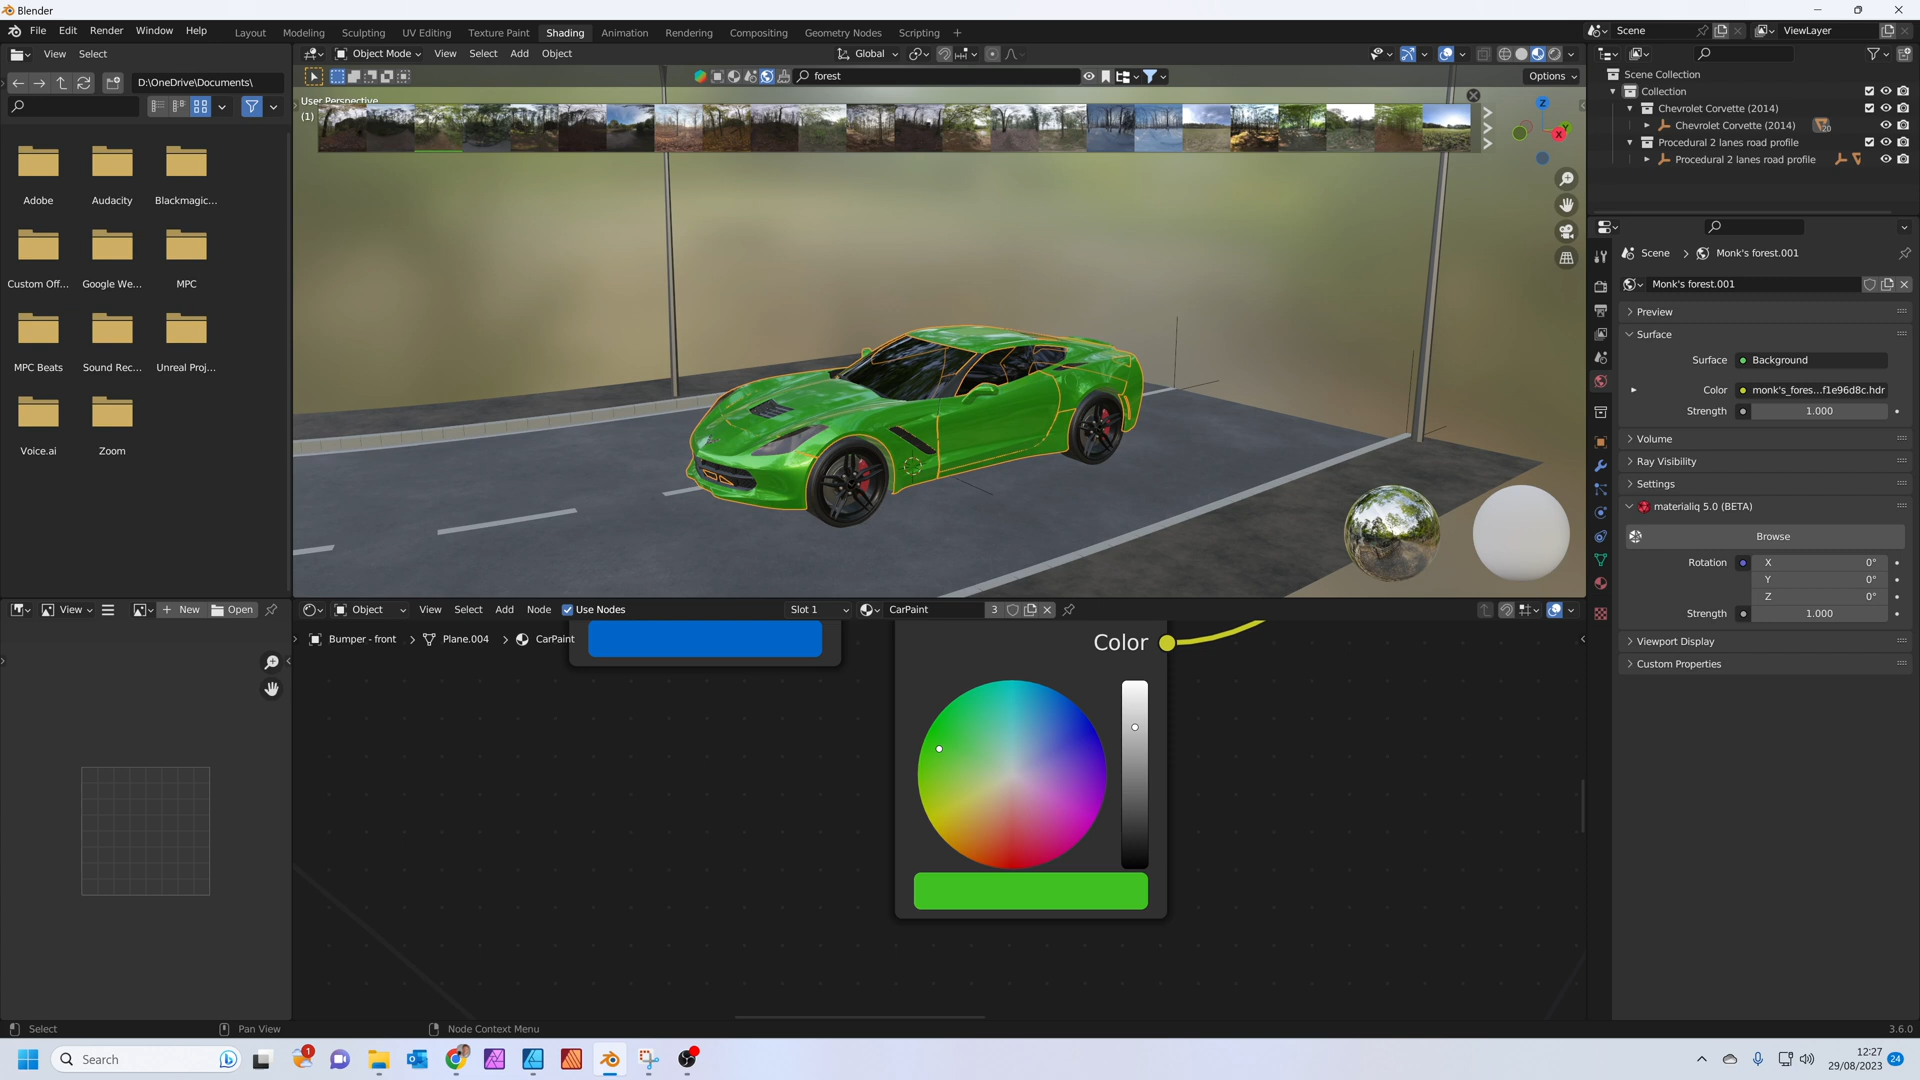 Blender
File Edit Render Window Help
Layout Modeling Sculpting UV Editing Texture Paint Shading Animation Rendering Compositing Geometry Nodes Scripting +
Scene
ViewLayer
View Select
Object Mode View Select Add Object
Global
D:\OneDrive\Documents\
forest
Options
User Perspective
(1)
Z
Y
X
Adobe Audacity Blackmagic...
Custom Off... Google We... MPC
MPC Beats Sound Rec... Unreal Proj...
Voice.ai Zoom
Scene Collection
Collection
Chevrolet Corvette (2014)
Chevrolet Corvette (2014) 20
Procedural 2 lanes road profile
Procedural 2 lanes road profile
Scene > Monk's forest.001
Monk's forest.001
Preview
Surface
Surface Background
Color monk's_fores...f1e96d8c.hdr
Strength 1.000
Volume
Ray Visibility
Settings
materialiq 5.0 (BETA)
Browse
Rotation X 0°
Y 0°
Z 0°
Strength 1.000
Viewport Display
Custom Properties
View + New Open
Object View Select Add Node Use Nodes Slot 1 CarPaint 3
Bumper - front > Plane.004 > CarPaint
Color
Select Pan View Node Context Menu
3.6.0
Search
1
12:27
29/08/2023
24